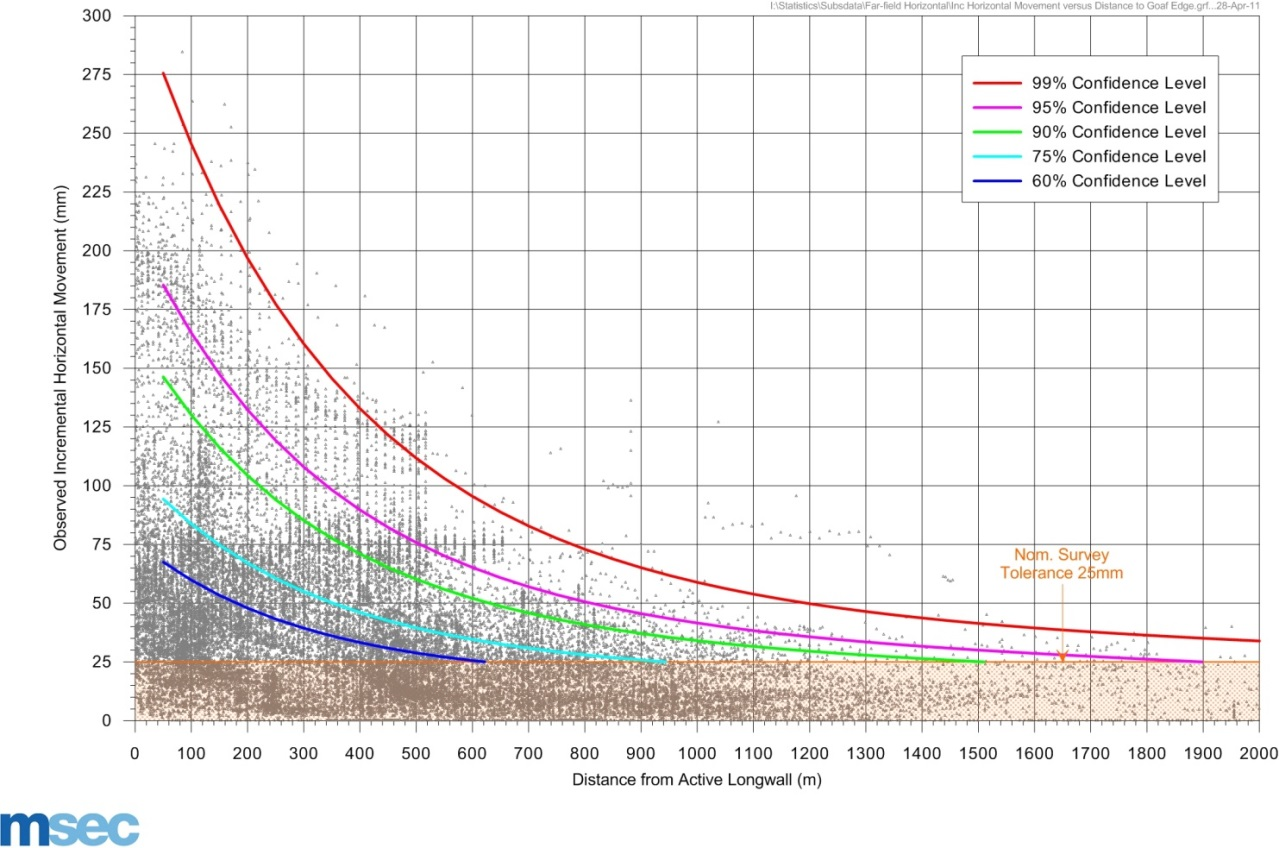 I:\Statistics\Subsdata\Far-field Horizontal\Inc Horizontal Movement versus Distance to Goaf Edge.grf...28-Apr-11
300
275
250
225
200
175
150
125
100
75
50
25
0
Observed Incremental Horizontal Movement (mm)
99% Confidence Level
95% Confidence Level
90% Confidence Level
75% Confidence Level
60% Confidence Level
Nom. Survey
Tolerance 25mm
0 100 200 300 400 500 600 700 800 900 1000 1100 1200 1300 1400 1500 1600 1700 1800 1900 2000
Distance from Active Longwall (m)
msec